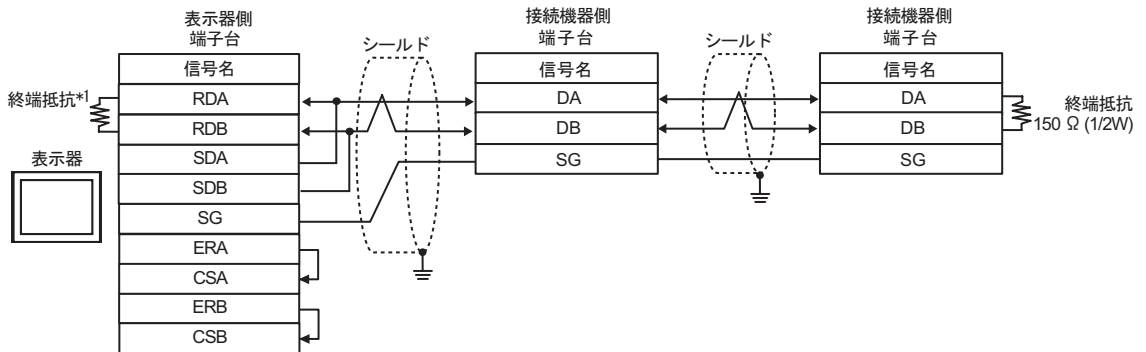 表示器側
端子台
信号名
RDA
RDB
SDA
SDB
SG
ERA
CSA
ERB
CSB
終端抵抗*1
表示器
シールド
接続機器側
端子台
信号名
DA
DB
SG
シールド
接続機器側
端子台
信号名
DA
DB
SG
終端抵抗
150 Ω (1/2W)